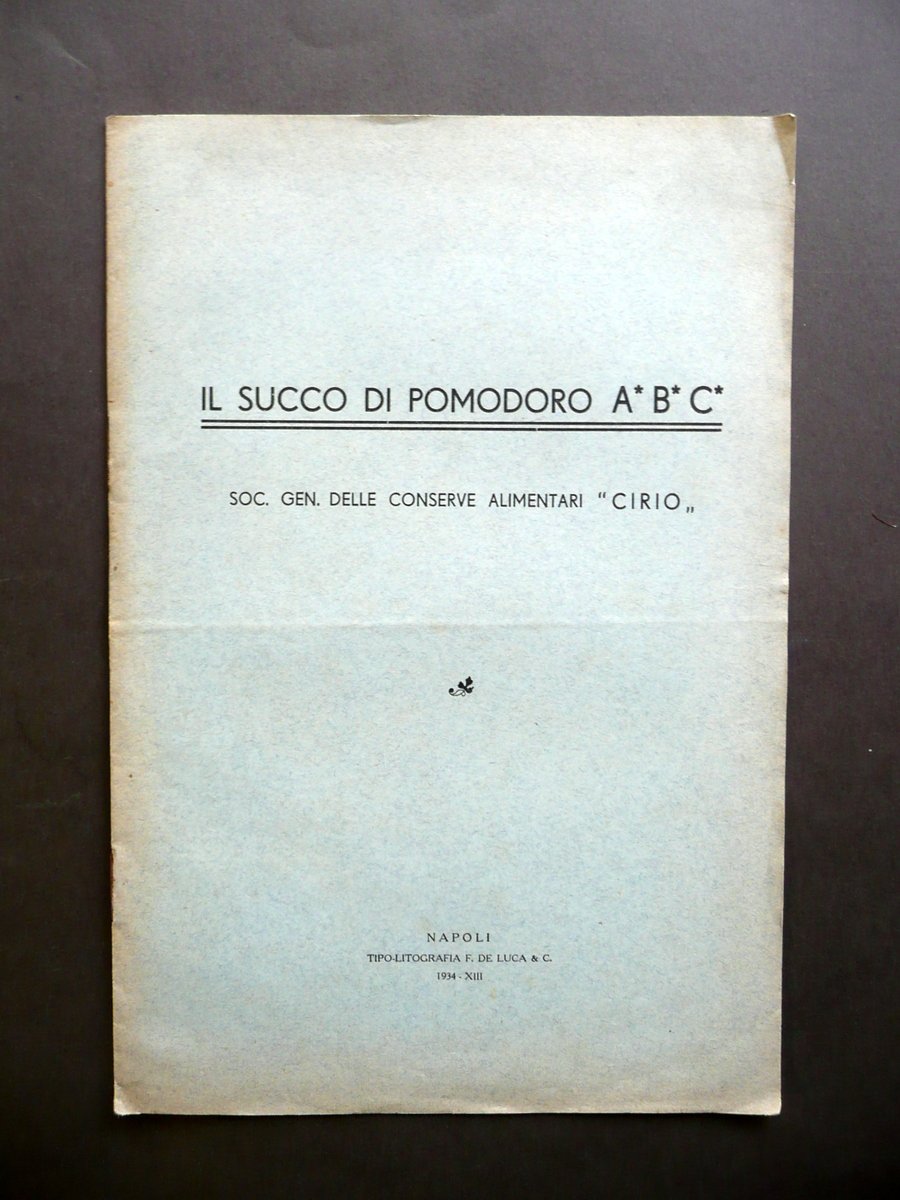 IL SUCCO DI POMODORO A* B* C*
SOC. GEN. DELLE CONSERVE ALIMENTARI "CIRIO„
NAPOLI
TIPO-LITOGRAFIA F. DE LUCA & C.
1934 - XIII